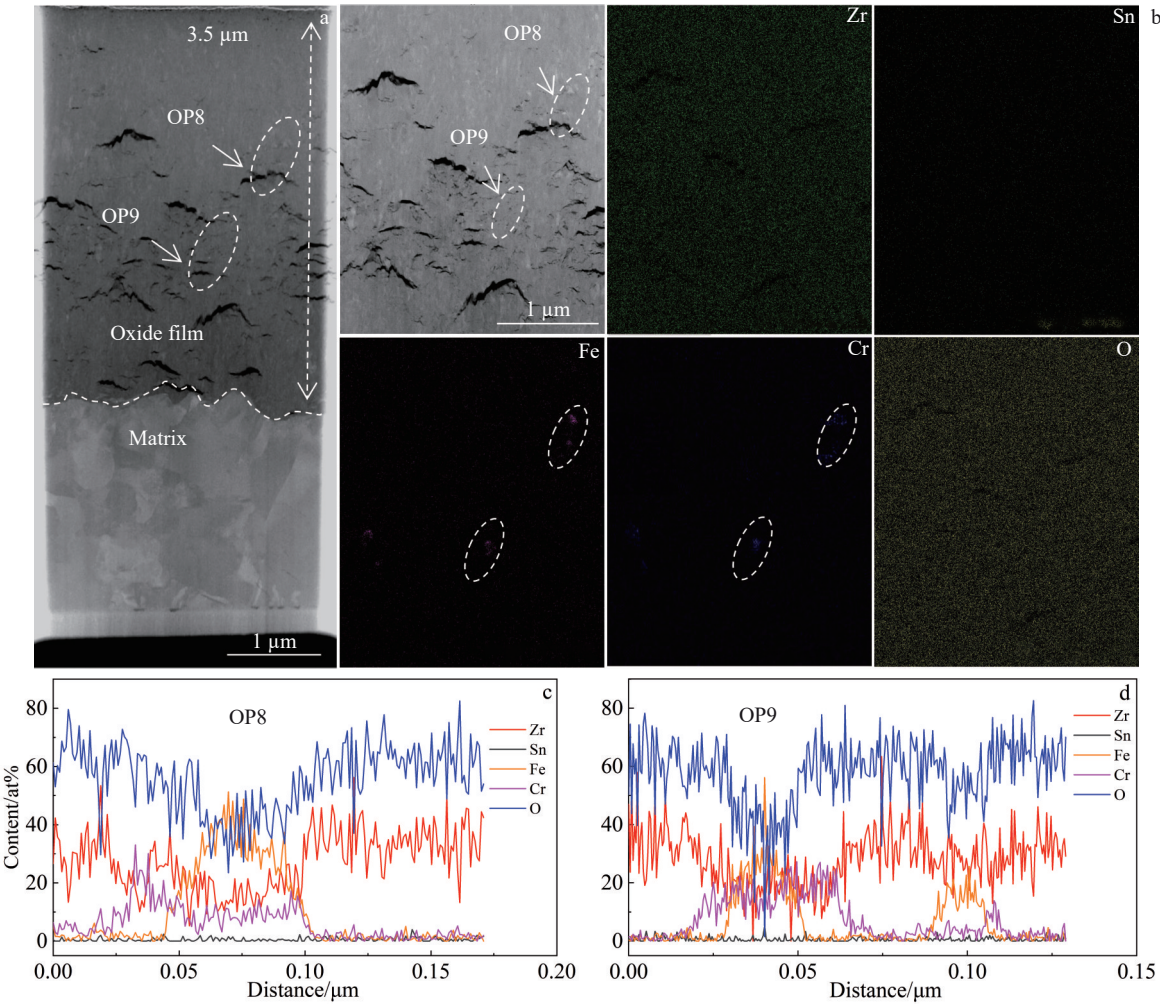 a
3.5 µm
OP8
OP9
Oxide film
Matrix
1 µm
b
OP8
OP9
1 µm
Zr
Sn
Fe
Cr
O
c
OP8
Zr
Sn
Fe
Cr
O
80
60
40
20
0
Content/at%
0.00 0.05 0.10 0.15 0.20
Distance/µm
d
OP9
Zr
Sn
Fe
Cr
O
80
60
40
20
0
0.00 0.05 0.10 0.15
Distance/µm